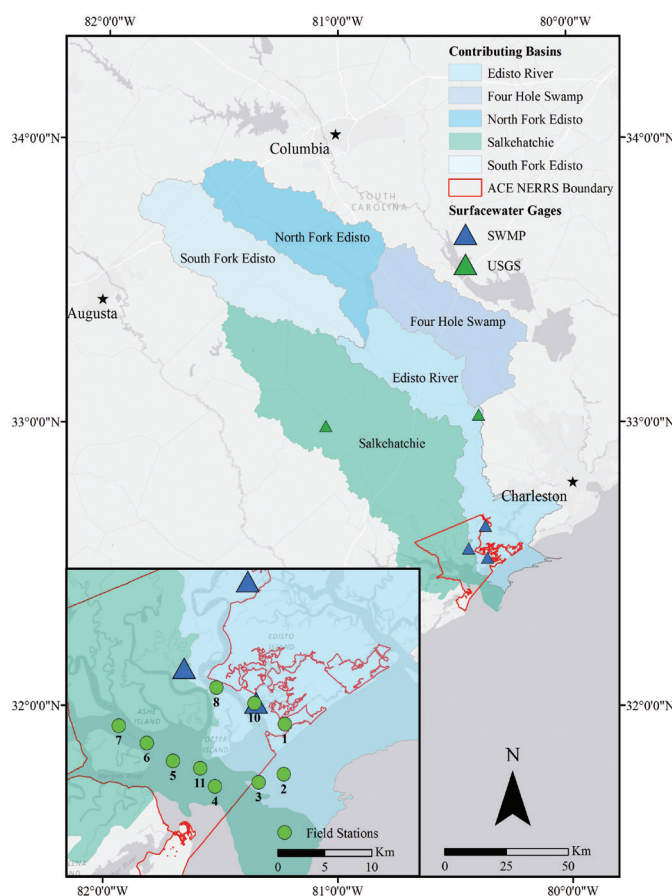 82°0'0"W 81°0'0"W 80°0'0"W
Contributing Basins
Edisto River
Four Hole Swamp
North Fork Edisto
Salkehatchie
South Fork Edisto
ACE NERRS Boundary
Surfacewater Gages
SWMP
USGS
34°0'0"N
34°0'0"N
Columbia
SOUTH
CAROLINA
North Fork Edisto
South Fork Edisto
Augusta
Four Hole Swamp
Edisto River
33°0'0"N
33°0'0"N
Salkehatchie
Charleston
EDISTO
ISLAND
32°0'0"N
32°0'0"N
8
10
1
ASHE
ISLAND
OTTER
ISLAND
7
6
5
11
4
3
2
Morgan River
N
Field Stations
0 5 10
Km
0 25 50
Km
82°0'0"W 81°0'0"W 80°0'0"W